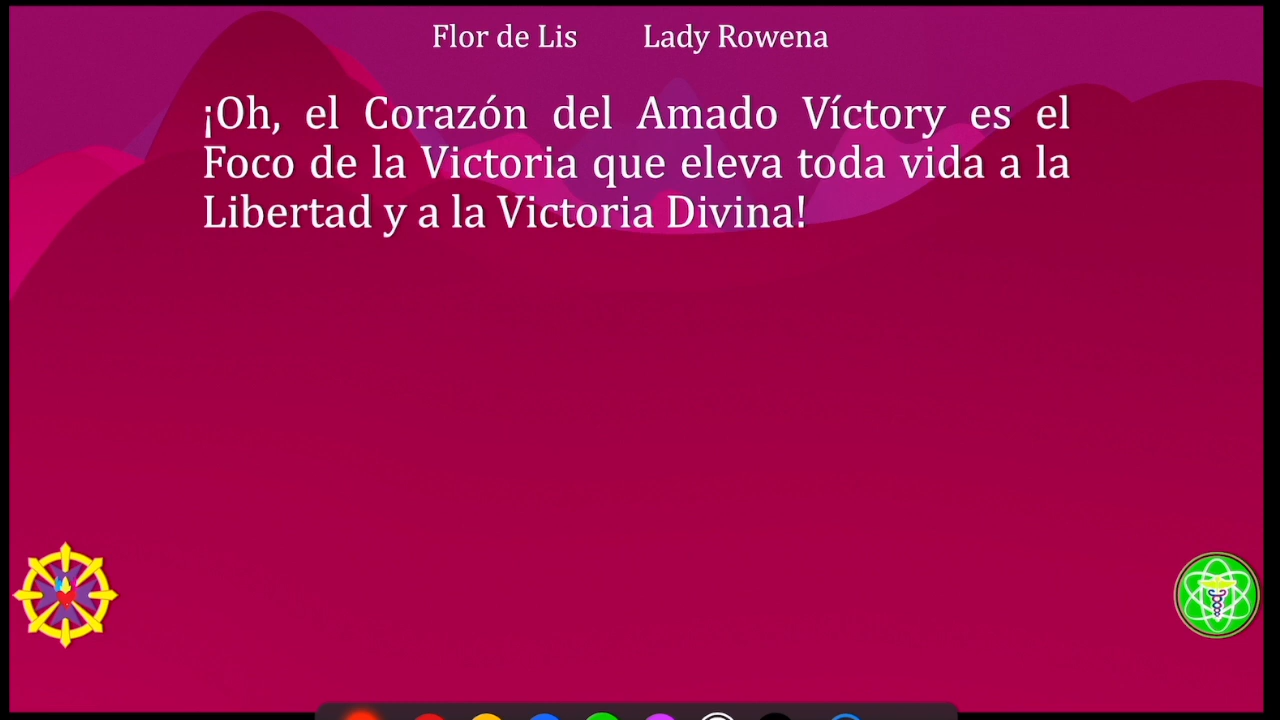 Flor de Lis Lady Rowena
¡Oh, el Corazón del Amado Víctory es el
Foco de la Victoria que eleva toda vida a la
Libertad y a la Victoria Divina!